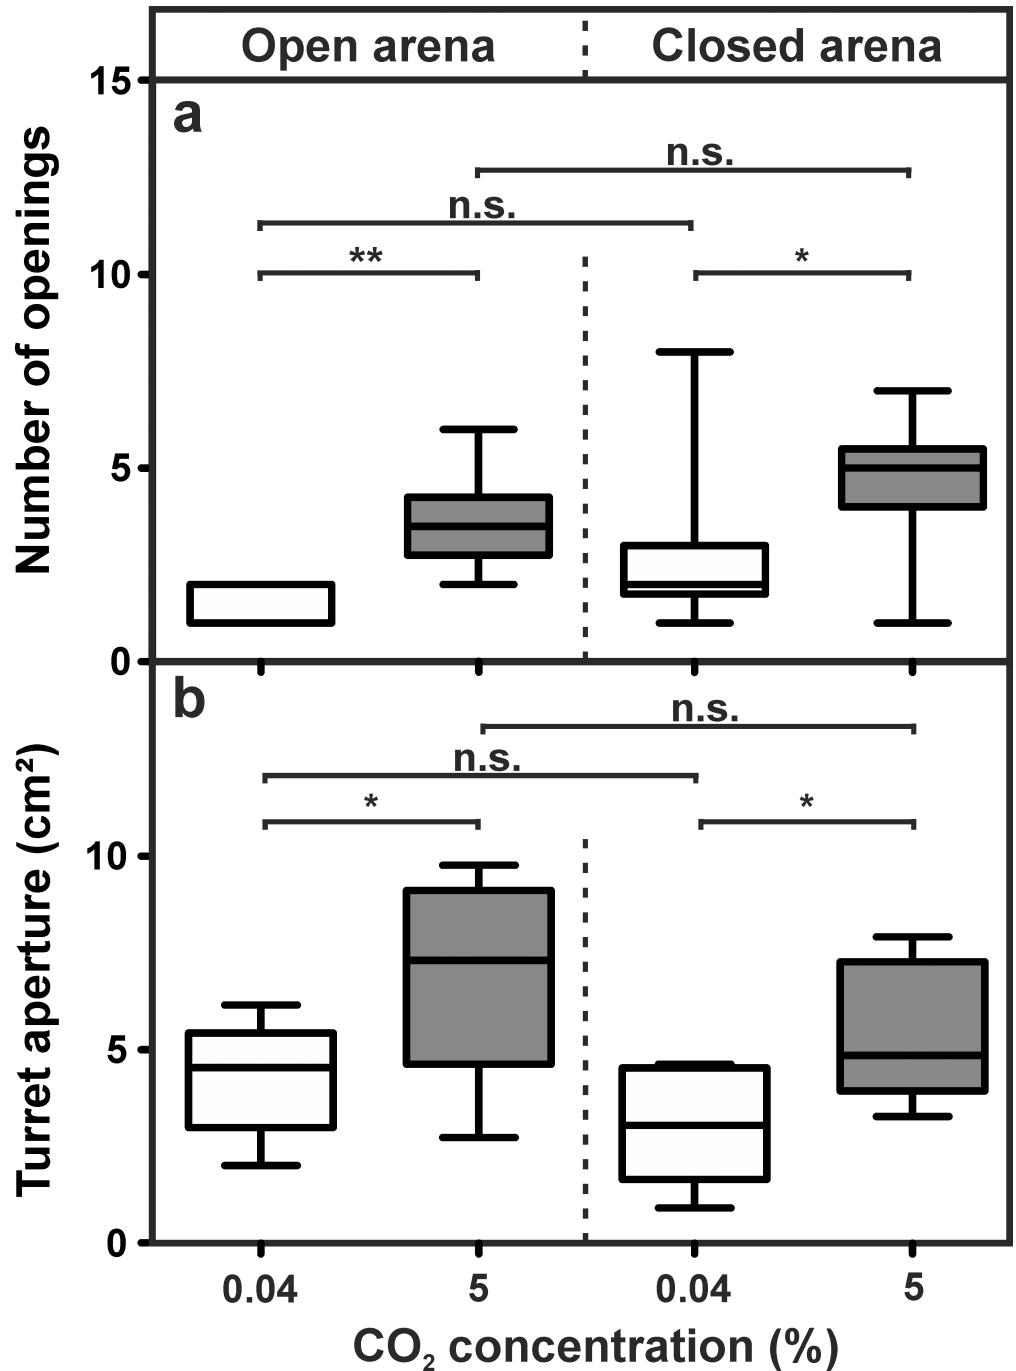 Open arena Closed arena
15
a
n.s.
n.s.
** *
10
Number of openings
5
0
b
n.s.
n.s.
* *
10
Turret aperture (cm²)
5
0
0.04 5 0.04 5
CO₂ concentration (%)